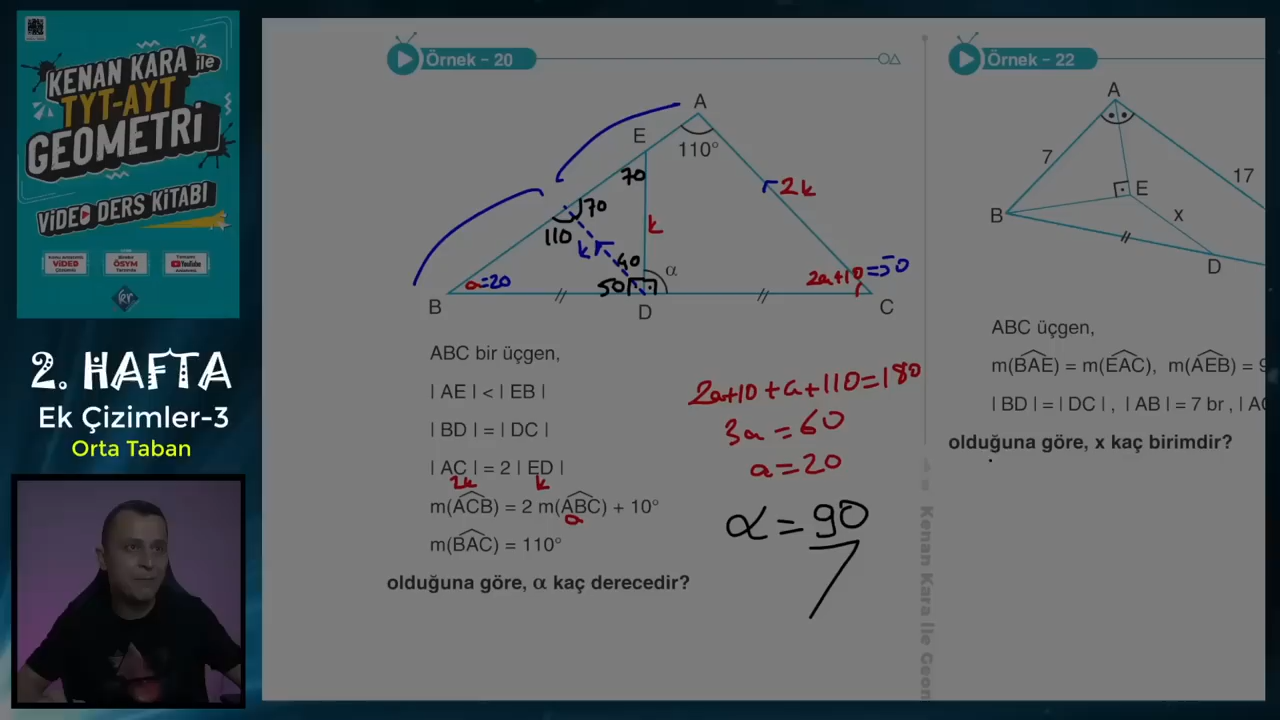 KENAN KARA ile
TYT-AYT
GEOMETRİ
VİDEO DERS KİTABI
2. HAFTA
Ek Çizimler-3
Orta Taban
Örnek - 20
A
E
110°
70
2k
70
k
110
k
40
α
a=20
50
2a+10
=50
B
D
C
ABC bir üçgen,
| AE | < | EB |
| BD | = | DC |
| AC | = 2 | ED |
2k
k
m(ACB) = 2 m(ABC) + 10°
a
m(BAC) = 110°
olduğuna göre, α kaç derecedir?
2a+10+a+110=180
3a=60
a=20
α=90
Örnek - 22
A
7
17
E
B
x
D
ABC üçgen,
m(BAE) = m(EAC), m(AEB) = 9
| BD | = | DC | , | AB | = 7 br , | AC
olduğuna göre, x kaç birimdir?
Kenan Kara ile Geom